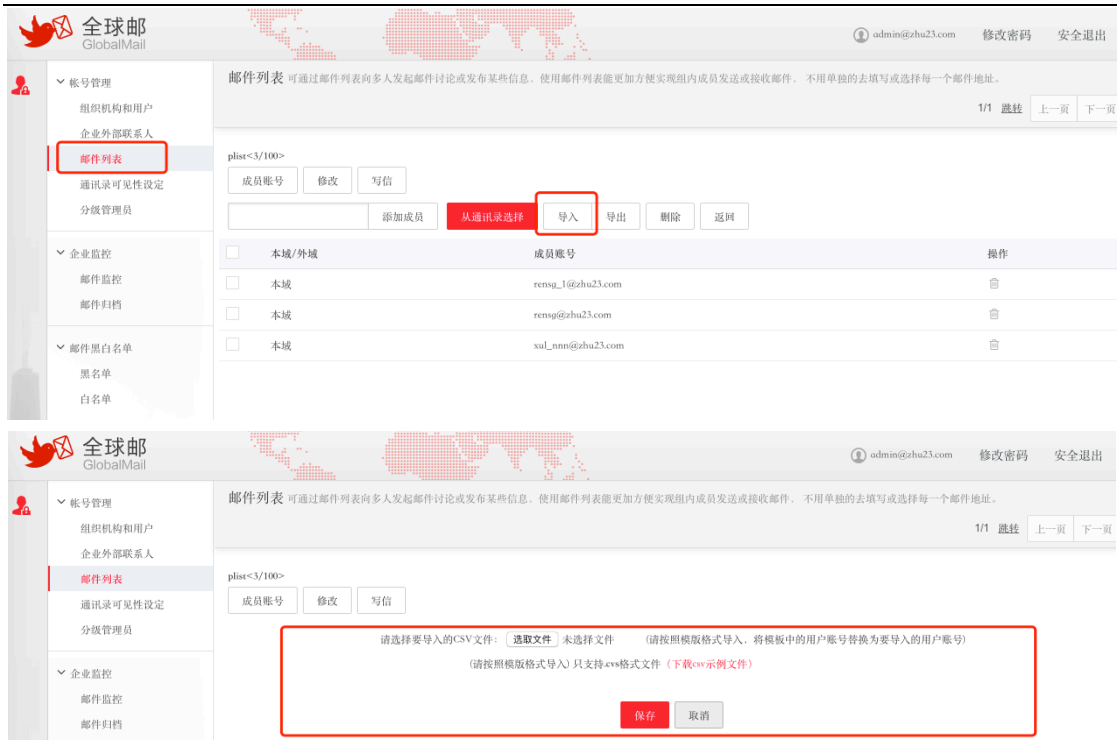 全球邮
GlobalMail
admin@zhu23.com 修改密码 安全退出
帐号管理
组织机构和用户
企业外部联系人
邮件列表
通讯录可见性设定
分级管理员
企业监控
邮件监控
邮件归档
邮件黑白名单
黑名单
白名单
邮件列表 可通过邮件列表向多人发起邮件讨论或发布某些信息。使用邮件列表能更加方便实现组内成员发送或接收邮件, 不用单独的去填写或选择每一个邮件地址。
1/1 跳转 上一页 下一页
plist<3/100>
成员账号 修改 写信
添加成员 从通讯录选择 导入 导出 删除 返回
本域/外域 成员账号 操作
本域 rensg_1@zhu23.com
本域 rensg@zhu23.com
本域 xul_nnn@zhu23.com
全球邮
GlobalMail
admin@zhu23.com 修改密码 安全退出
帐号管理
组织机构和用户
企业外部联系人
邮件列表
通讯录可见性设定
分级管理员
企业监控
邮件监控
邮件归档
邮件列表 可通过邮件列表向多人发起邮件讨论或发布某些信息。使用邮件列表能更加方便实现组内成员发送或接收邮件, 不用单独的去填写或选择每一个邮件地址。
1/1 跳转 上一页 下一页
plist<3/100>
成员账号 修改 写信
请选择要导入的CSV文件: 选取文件 未选择文件 (请按照模版格式导入, 将模板中的用户账号替换为要导入的用户账号)
(请按照模版格式导入) 只支持.cvs格式文件 (下载csv示例文件)
保存 取消